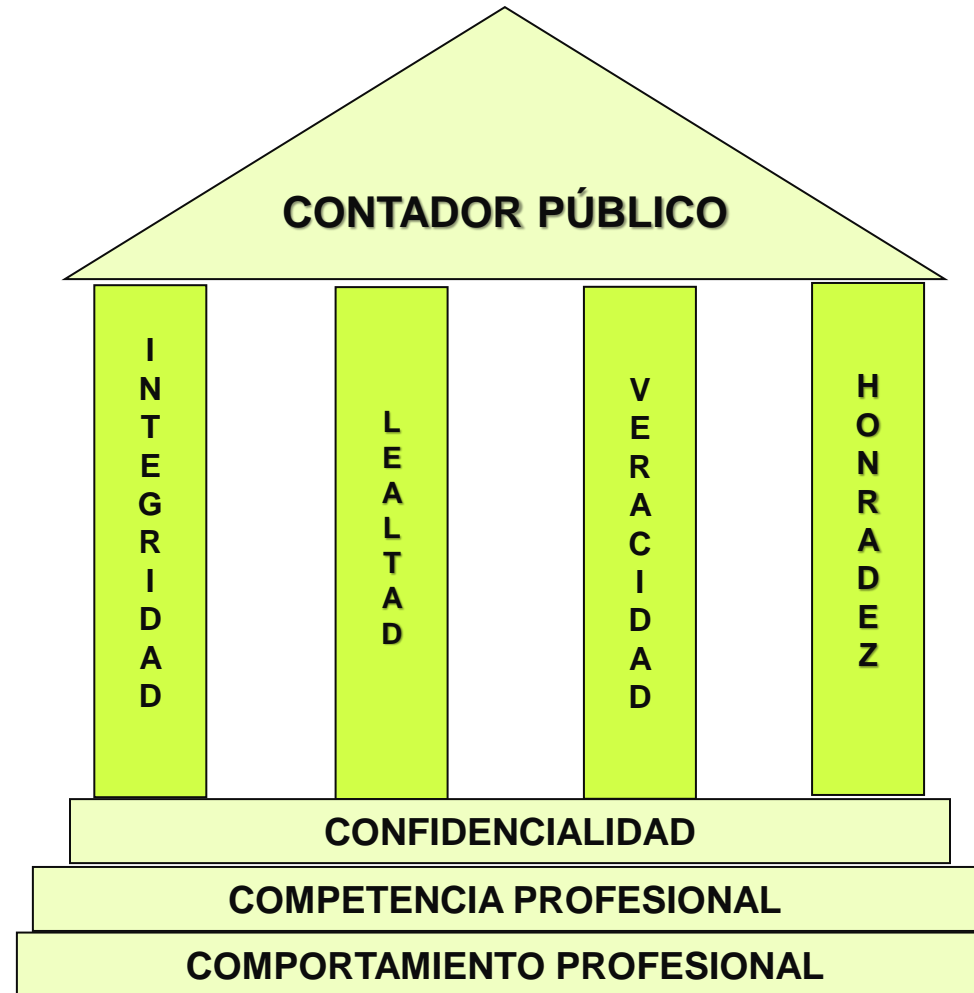 CONTADOR PÚBLICO
INTEGRIDAD
LEALTAD
VERACIDAD
HONRADEZ
CONFIDENCIALIDAD
COMPETENCIA PROFESIONAL
COMPORTAMIENTO PROFESIONAL